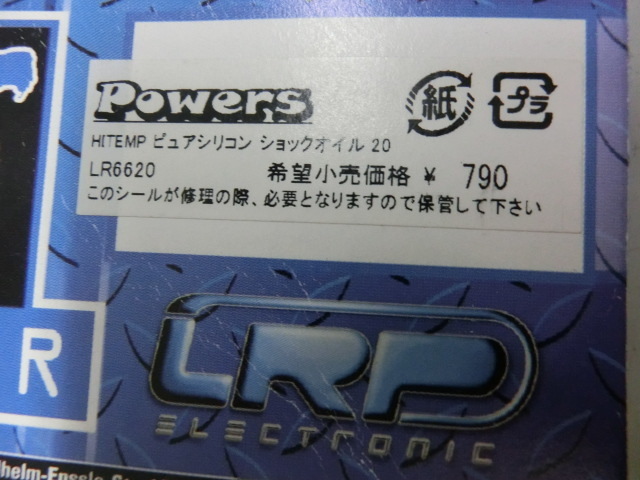 Powers
紙
プラ
HITEMP ピュアシリコン ショックオイル 20
LR6620 希望小売価格 ¥ 790
このシールが修理の際、必要となりますので保管して下さい
R
LRP
ELECTRONIC